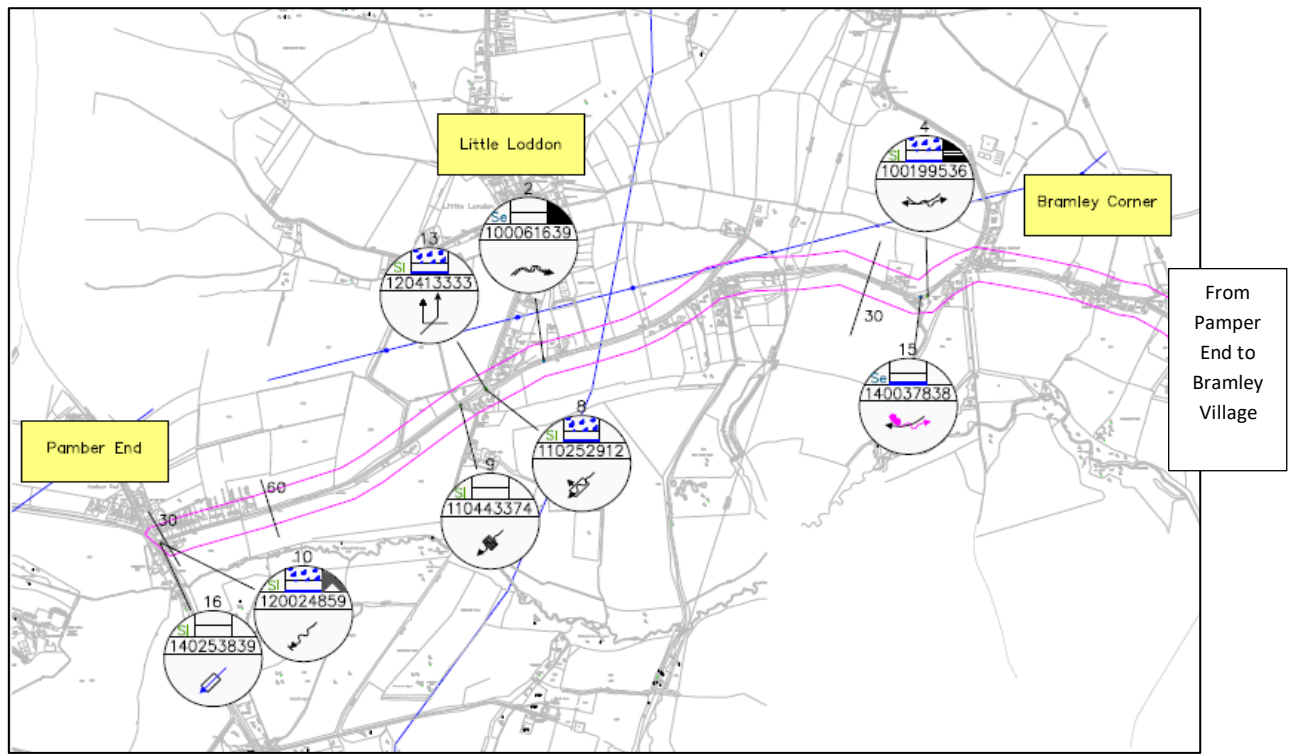 Little Loddon
4
Sl
100199536
Bramley Corner
2
Se
100061639
Little London
13
Sl
120413333
From
Pamper
End to
Bramley
Village
30
15
Se
140037838
Pamber End
8
Sl
110252912
9
Sl
110443374
60
30
10
Sl
120024859
16
Sl
140253839